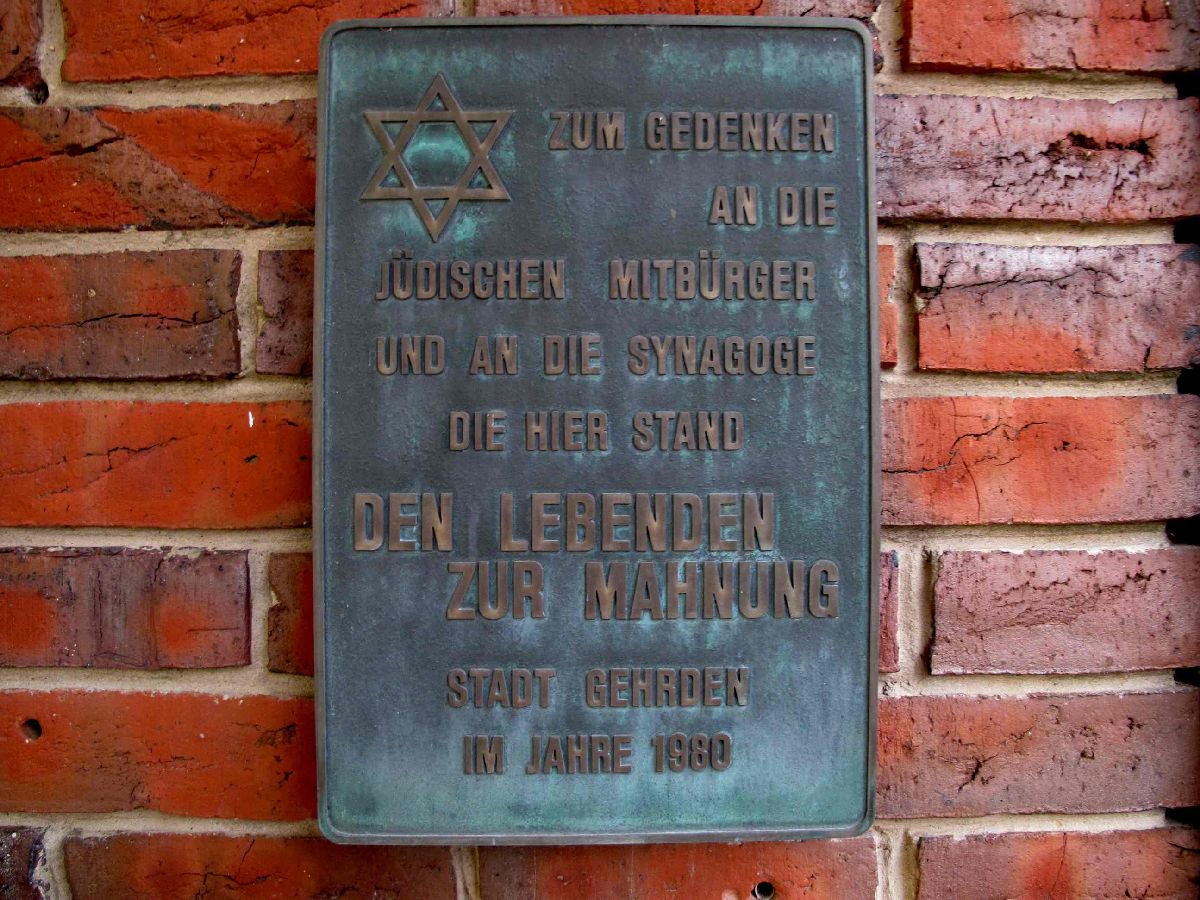 ZUM GEDENKEN
AN DIE
JÜDISCHEN MITBÜRGER
UND AN DIE SYNAGOGE
DIE HIER STAND
DEN LEBENDEN
ZUR MAHNUNG
STADT GEHRDEN
IM JAHRE 1980